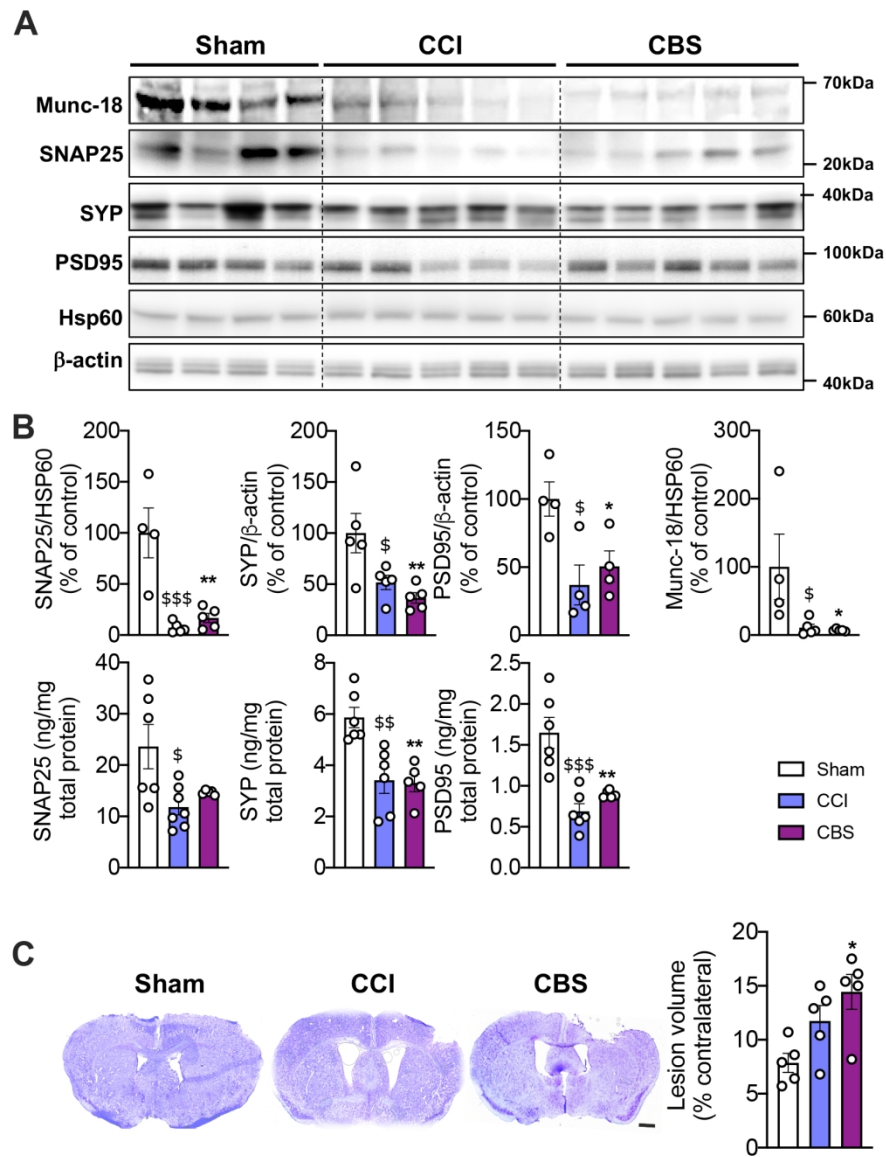 A
Sham CCI CBS
Munc-18
70kDa
SNAP25
20kDa
SYP
40kDa
PSD95
100kDa
Hsp60
60kDa
β-actin
40kDa
B
SNAP25/HSP60
(% of control)
200
150
100
50
0
$$$
**
SYP/β-actin
(% of control)
200
150
100
50
0
$
**
PSD95/β-actin
(% of control)
150
100
50
0
$
*
Munc-18/HSP60
(% of control)
300
200
100
0
$
*
SNAP25 (ng/mg
total protein)
40
30
20
10
0
$
SYP (ng/mg
total protein)
8
6
4
2
0
$$
**
PSD95 (ng/mg
total protein)
2.5
2.0
1.5
1.0
0.5
0.0
$$$
**
Sham
CCI
CBS
C
Sham CCI CBS
Lesion volume
(% contralateral)
20
15
10
5
0
*